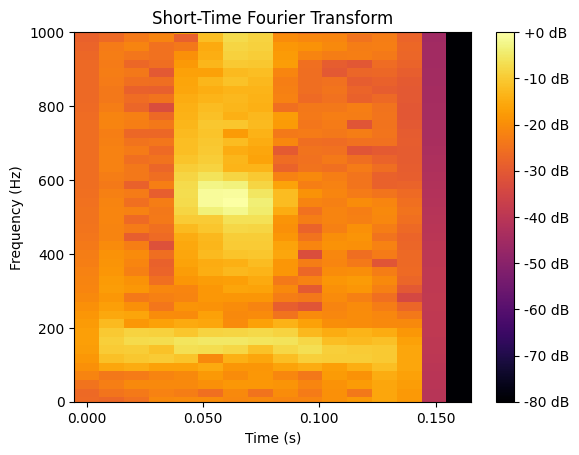 Short-Time Fourier Transform
1000
800
600
400
200
0
Frequency (Hz)
0.000
0.050
0.100
0.150
Time (s)
+0 dB
-10 dB
-20 dB
-30 dB
-40 dB
-50 dB
-60 dB
-70 dB
-80 dB